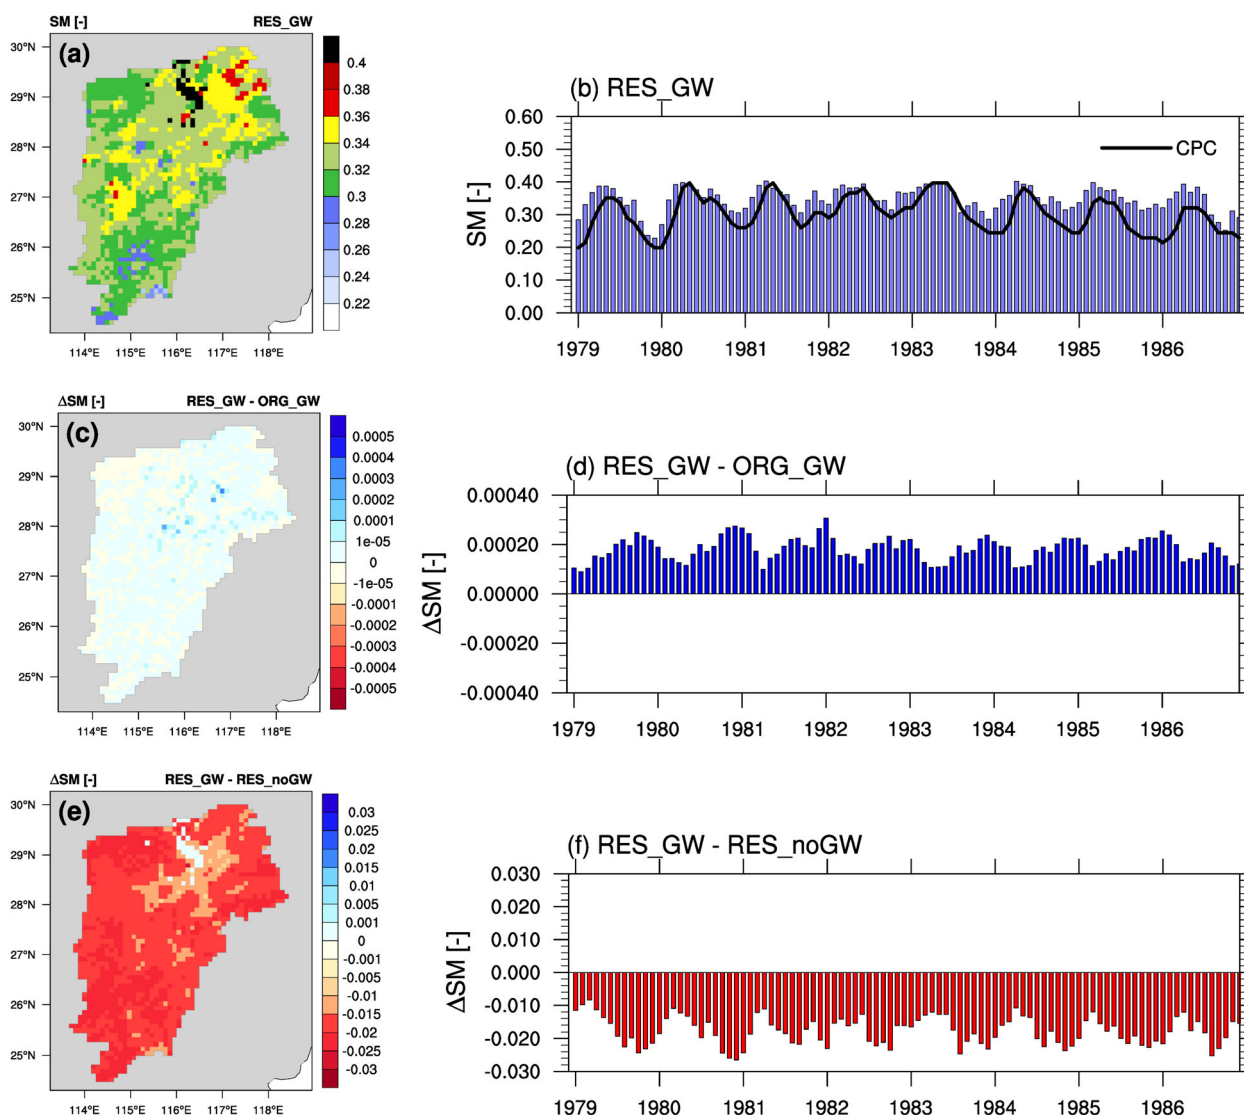 SM [-] RES_GW
(a)
30°N
29°N
28°N
27°N
26°N
25°N
114°E 115°E 116°E 117°E 118°E
0.4
0.38
0.36
0.34
0.32
0.3
0.28
0.26
0.24
0.22
(b) RES_GW
SM [-]
0.60
0.50
0.40
0.30
0.20
0.10
0.00
CPC
1979 1980 1981 1982 1983 1984 1985 1986
ΔSM [-] RES_GW - ORG_GW
(c)
30°N
29°N
28°N
27°N
26°N
25°N
114°E 115°E 116°E 117°E 118°E
0.0005
0.0004
0.0003
0.0002
0.0001
1e-05
0
-1e-05
-0.0001
-0.0002
-0.0003
-0.0004
-0.0005
(d) RES_GW - ORG_GW
ΔSM [-]
0.00040
0.00020
0.00000
-0.00020
-0.00040
1979 1980 1981 1982 1983 1984 1985 1986
ΔSM [-] RES_GW - RES_noGW
(e)
30°N
29°N
28°N
27°N
26°N
25°N
114°E 115°E 116°E 117°E 118°E
0.03
0.025
0.02
0.015
0.01
0.005
0.001
0
-0.001
-0.005
-0.01
-0.015
-0.02
-0.025
-0.03
(f) RES_GW - RES_noGW
ΔSM [-]
0.030
0.020
0.010
0.000
-0.010
-0.020
-0.030
1979 1980 1981 1982 1983 1984 1985 1986